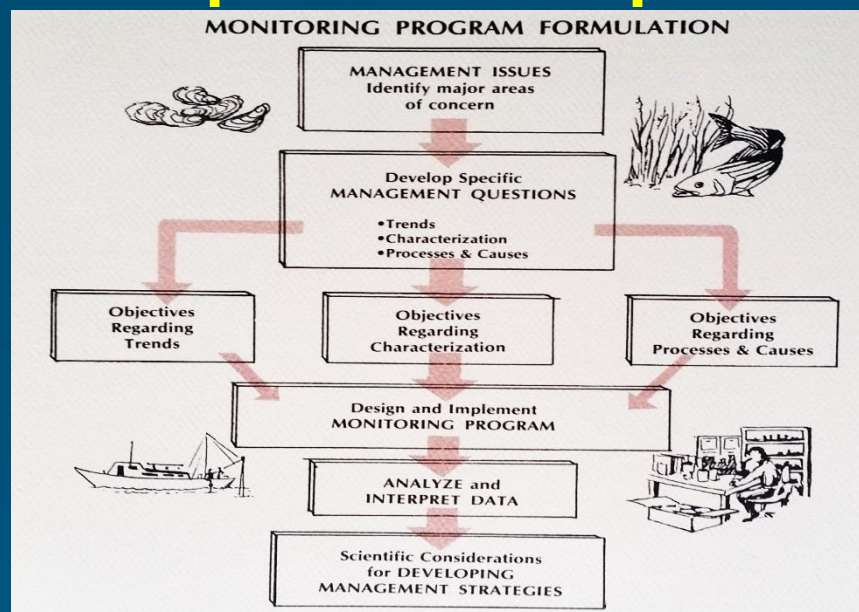 MONITORING PROGRAM FORMULATION
MANAGEMENT ISSUES
Identify major areas
of concern
Develop Specific
MANAGEMENT QUESTIONS
•Trends
•Characterization
•Processes & Causes
Objectives
Regarding
Trends
Objectives
Regarding
Characterization
Objectives
Regarding
Processes & Causes
Design and Implement
MONITORING PROGRAM
ANALYZE and
INTERPRET DATA
Scientific Considerations
for DEVELOPING
MANAGEMENT STRATEGIES